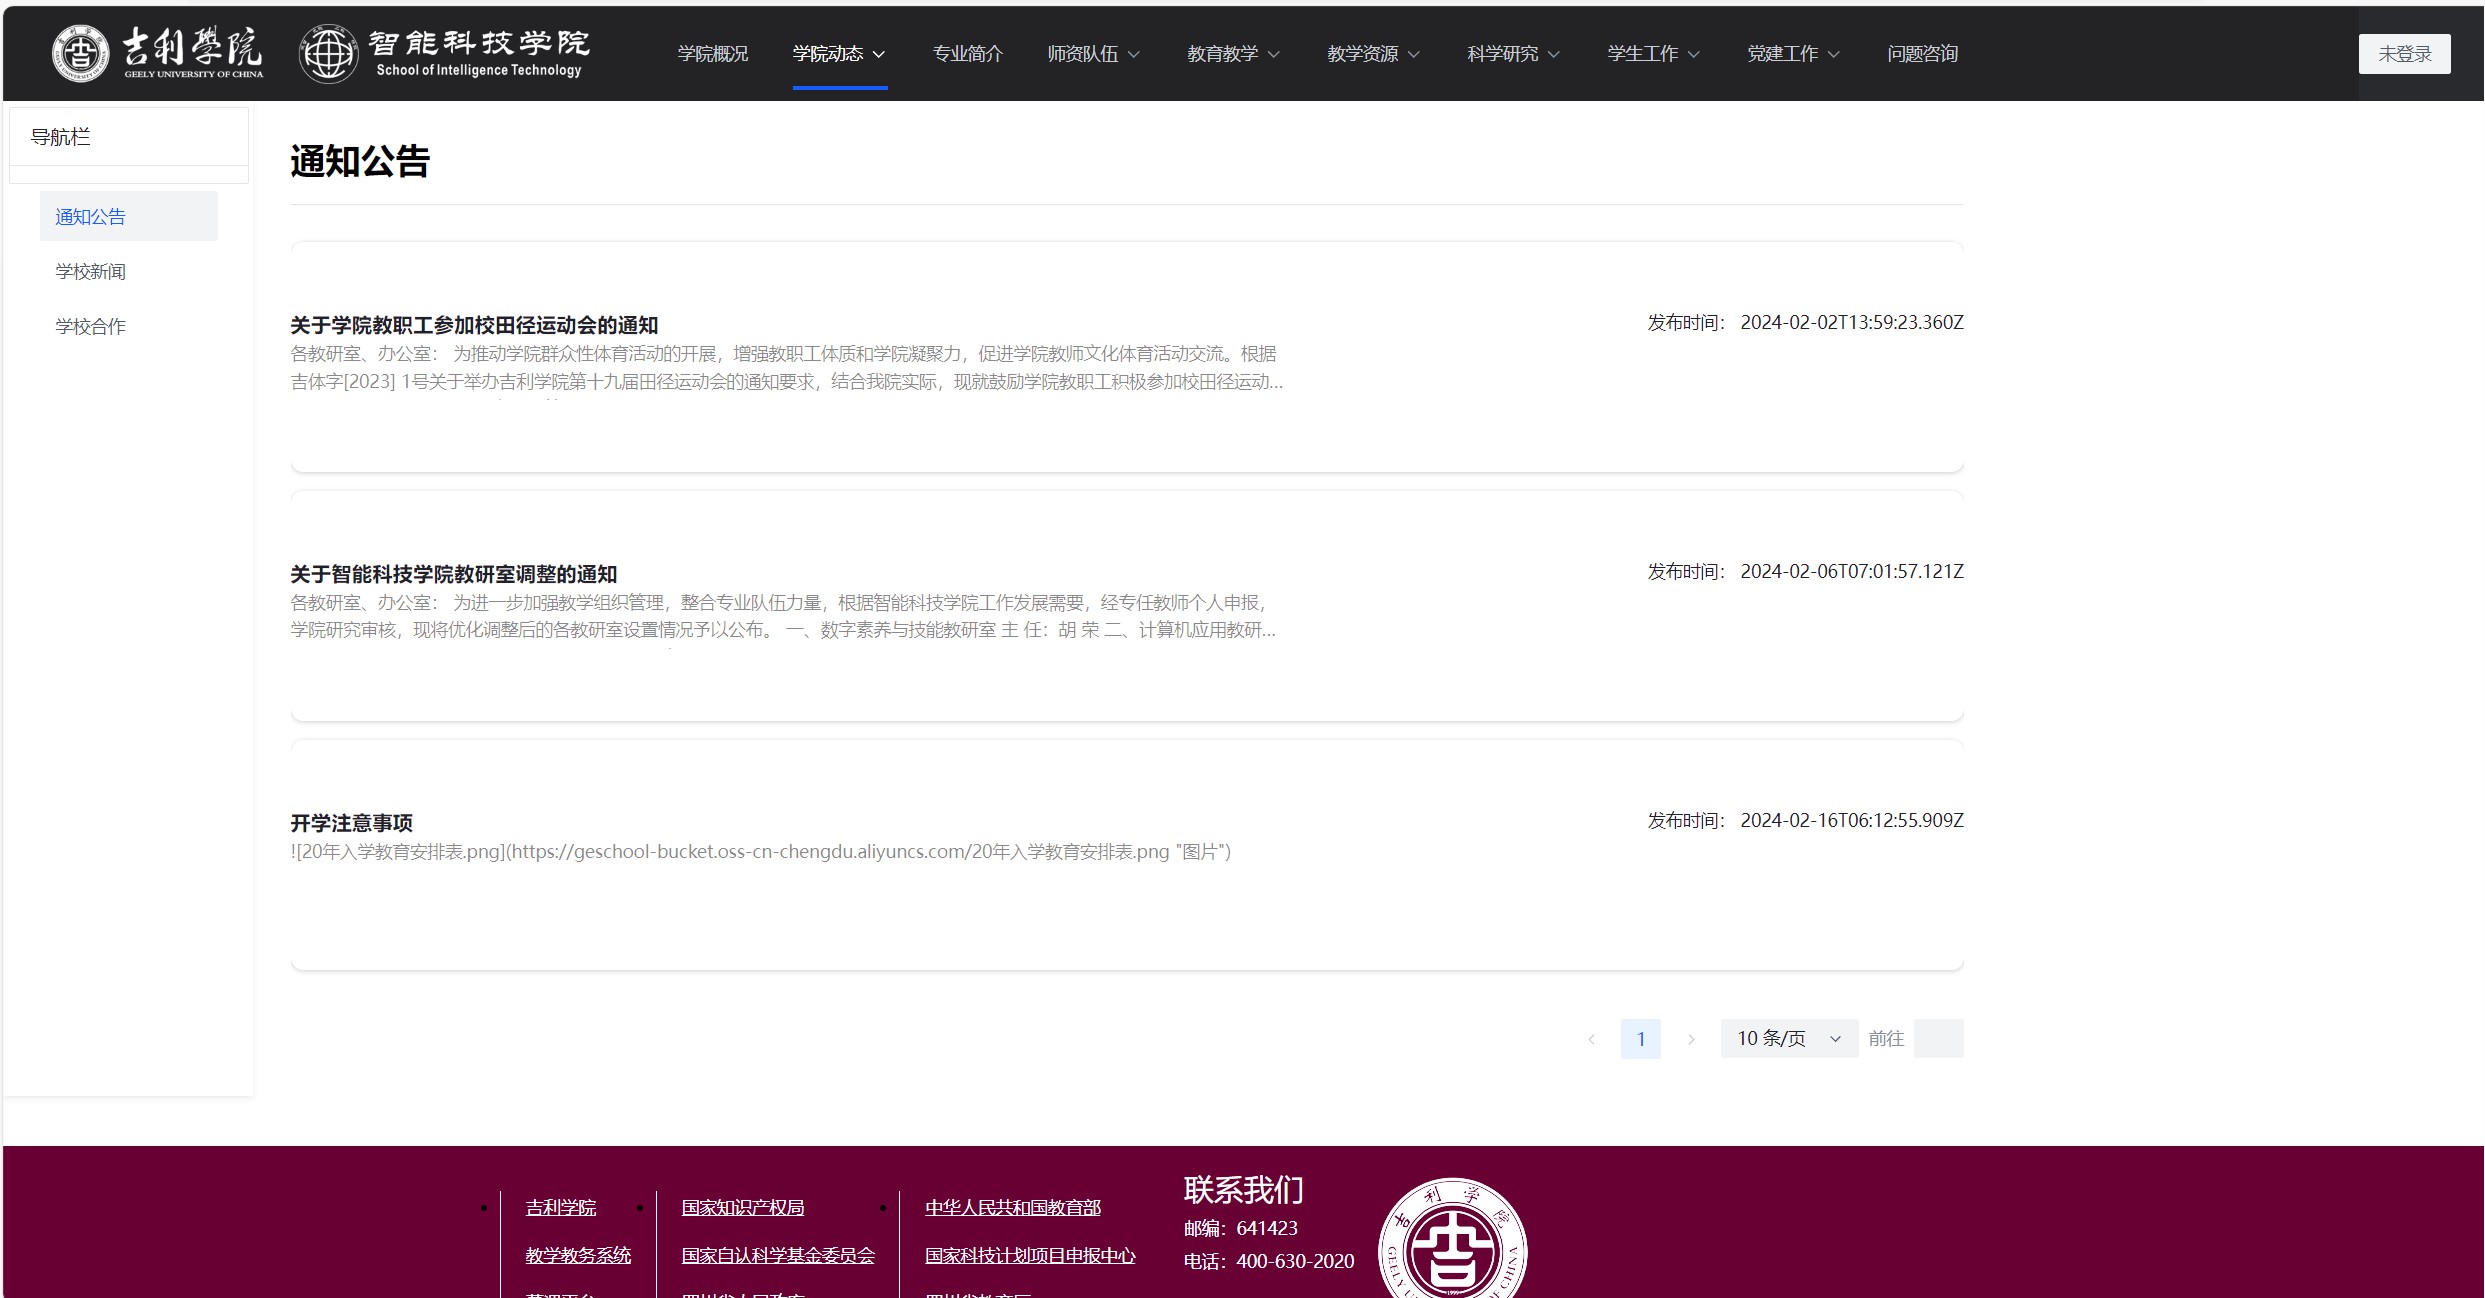 吉利學院
GEELY UNIVERSITY OF CHINA
智能科技学院
School of Intelligence Technology
学院概况 学院动态 专业简介 师资队伍 教育教学 教学资源 科学研究 学生工作 党建工作 问题咨询
未登录
导航栏
通知公告
学校新闻
学校合作
通知公告
关于学院教职工参加校田径运动会的通知
发布时间： 2024-02-02T13:59:23.360Z
各教研室、办公室： 为推动学院群众性体育活动的开展，增强教职工体质和学院凝聚力，促进学院教师文化体育活动交流。根据
吉体字[2023] 1号关于举办吉利学院第十九届田径运动会的通知要求，结合我院实际，现就鼓励学院教职工积极参加校田径运动...
关于智能科技学院教研室调整的通知
发布时间： 2024-02-06T07:01:57.121Z
各教研室、办公室： 为进一步加强教学组织管理，整合专业队伍力量，根据智能科技学院工作发展需要，经专任教师个人申报，
学院研究审核，现将优化调整后的各教研室设置情况予以公布。 一、数字素养与技能教研室 主 任：胡 荣 二、计算机应用教研...
开学注意事项
发布时间： 2024-02-16T06:12:55.909Z
![20年入学教育安排表.png](https://geschool-bucket.oss-cn-chengdu.aliyuncs.com/20年入学教育安排表.png "图片")
1
10 条/页
前往
吉利学院
教学教务系统
国家知识产权局
国家自认科学基金委员会
中华人民共和国教育部
国家科技计划项目申报中心
联系我们
邮编：641423
电话：400-630-2020
吉利学院